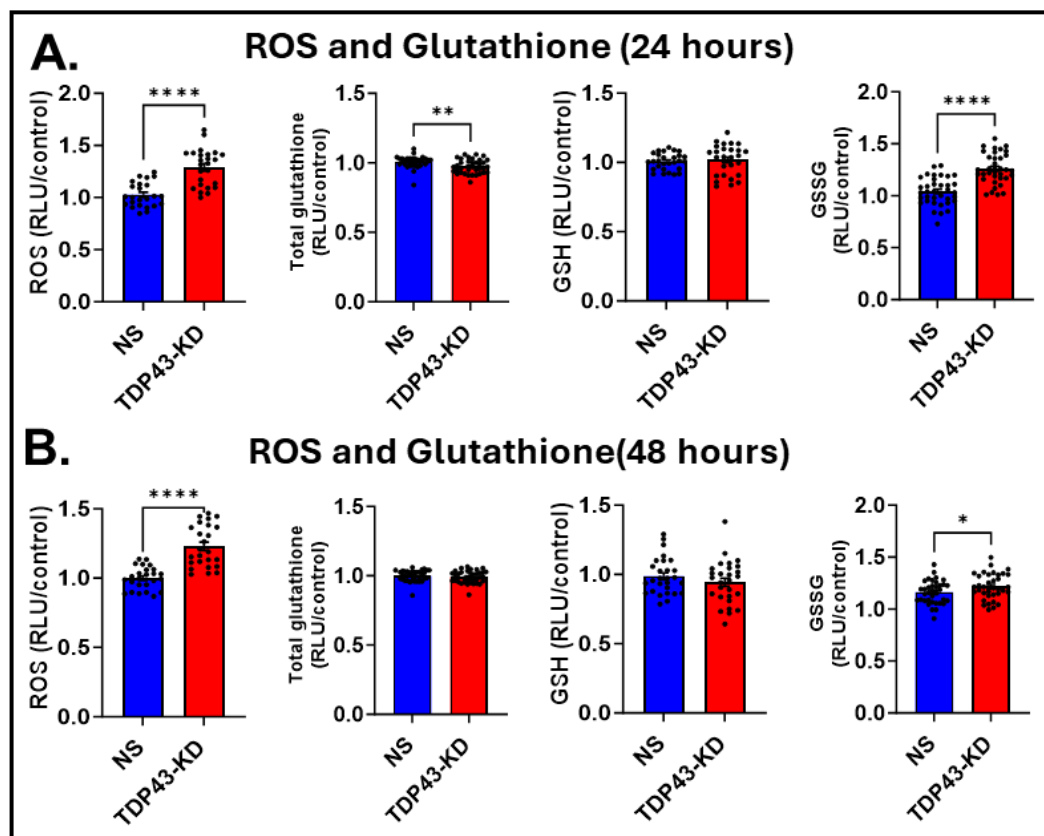 A.
ROS and Glutathione (24 hours)
ROS (RLU/control)
2.0
1.5
1.0
0.5
0.0
****
NS
TDP43-KD
Total glutathione
(RLU/control)
1.5
1.0
0.5
0.0
**
NS
TDP43-KD
GSH (RLU/control)
1.5
1.0
0.5
0.0
NS
TDP43-KD
GSSG
(RLU/control)
2.0
1.5
1.0
0.5
0.0
****
NS
TDP43-KD
B.
ROS and Glutathione(48 hours)
ROS (RLU/control)
1.5
1.0
0.5
0.0
****
NS
TDP43-KD
Total glutathione
(RLU/control)
1.5
1.0
0.5
0.0
NS
TDP43-KD
GSH (RLU/control)
1.5
1.0
0.5
0.0
NS
TDP43-KD
GSSG
(RLU/control)
2.0
1.5
1.0
0.5
0.0
*
NS
TDP43-KD